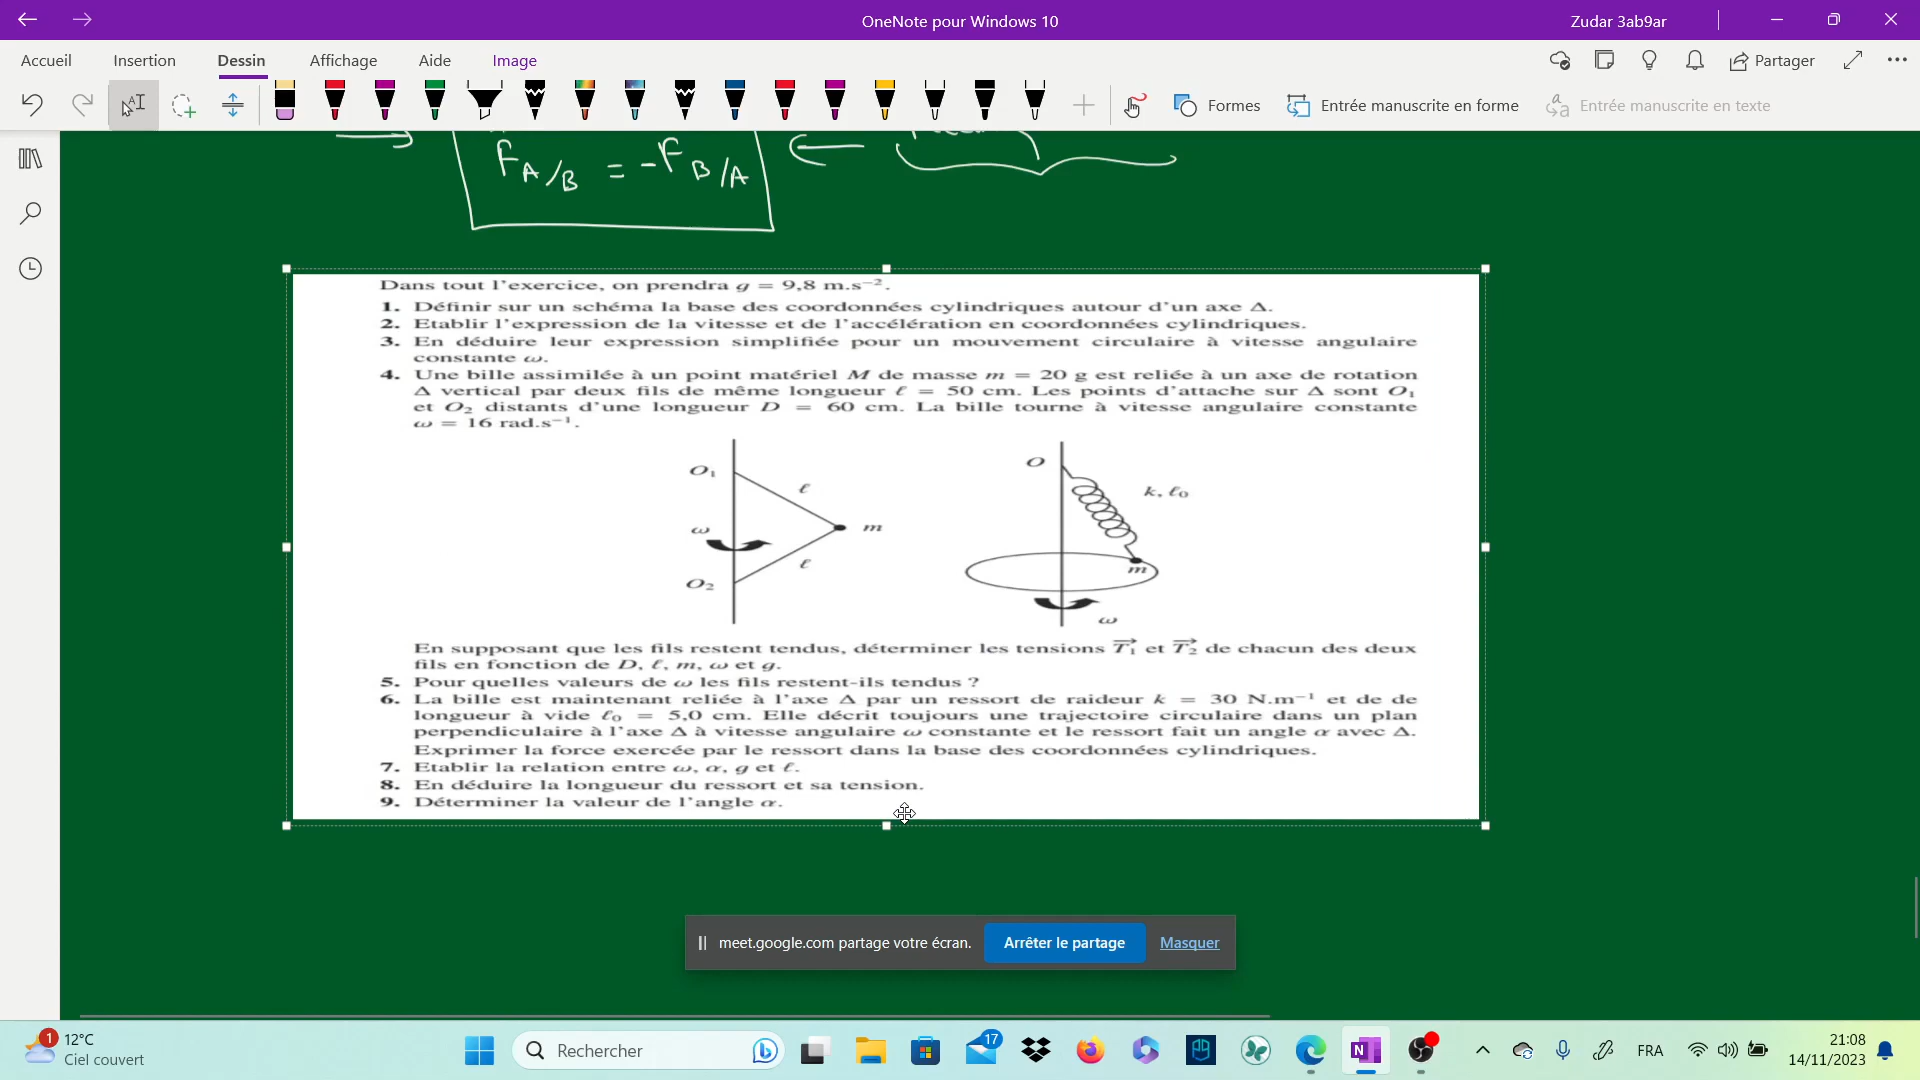 OneNote pour Windows 10
Zudar 3ab9ar
Accueil Insertion Dessin Affichage Aide Image
Partager
Formes
Entrée manuscrite en forme
Entrée manuscrite en texte
F A/B = -F B/A
Dans tout l'exercice, on prendra g = 9,8 m.s⁻².
1. Définir sur un schéma la base des coordonnées cylindriques autour d'un axe Δ.
2. Etablir l'expression de la vitesse et de l'accélération en coordonnées cylindriques.
3. En déduire leur expression simplifiée pour un mouvement circulaire à vitesse angulaire
constante ω.
4. Une bille assimilée à un point matériel M de masse m = 20 g est reliée à un axe de rotation
Δ vertical par deux fils de même longueur ℓ = 50 cm. Les points d'attache sur Δ sont O₁
et O₂ distants d'une longueur D = 60 cm. La bille tourne à vitesse angulaire constante
ω = 16 rad.s⁻¹.
O₁
ℓ
ω
m
ℓ
O₂
O
k, ℓ₀
m
ω
En supposant que les fils restent tendus, déterminer les tensions T₁ et T₂ de chacun des deux
fils en fonction de D, ℓ, m, ω et g.
5. Pour quelles valeurs de ω les fils restent-ils tendus ?
6. La bille est maintenant reliée à l'axe Δ par un ressort de raideur k = 30 N.m⁻¹ et de de
longueur à vide ℓ₀ = 5,0 cm. Elle décrit toujours une trajectoire circulaire dans un plan
perpendiculaire à l'axe Δ à vitesse angulaire ω constante et le ressort fait un angle α avec Δ.
Exprimer la force exercée par le ressort dans la base des coordonnées cylindriques.
7. Etablir la relation entre ω, α, g et ℓ.
8. En déduire la longueur du ressort et sa tension.
9. Déterminer la valeur de l'angle α.
meet.google.com partage votre écran.
Arrêter le partage
Masquer
1
12°C
Ciel couvert
Rechercher
17
FRA
21:08
14/11/2023